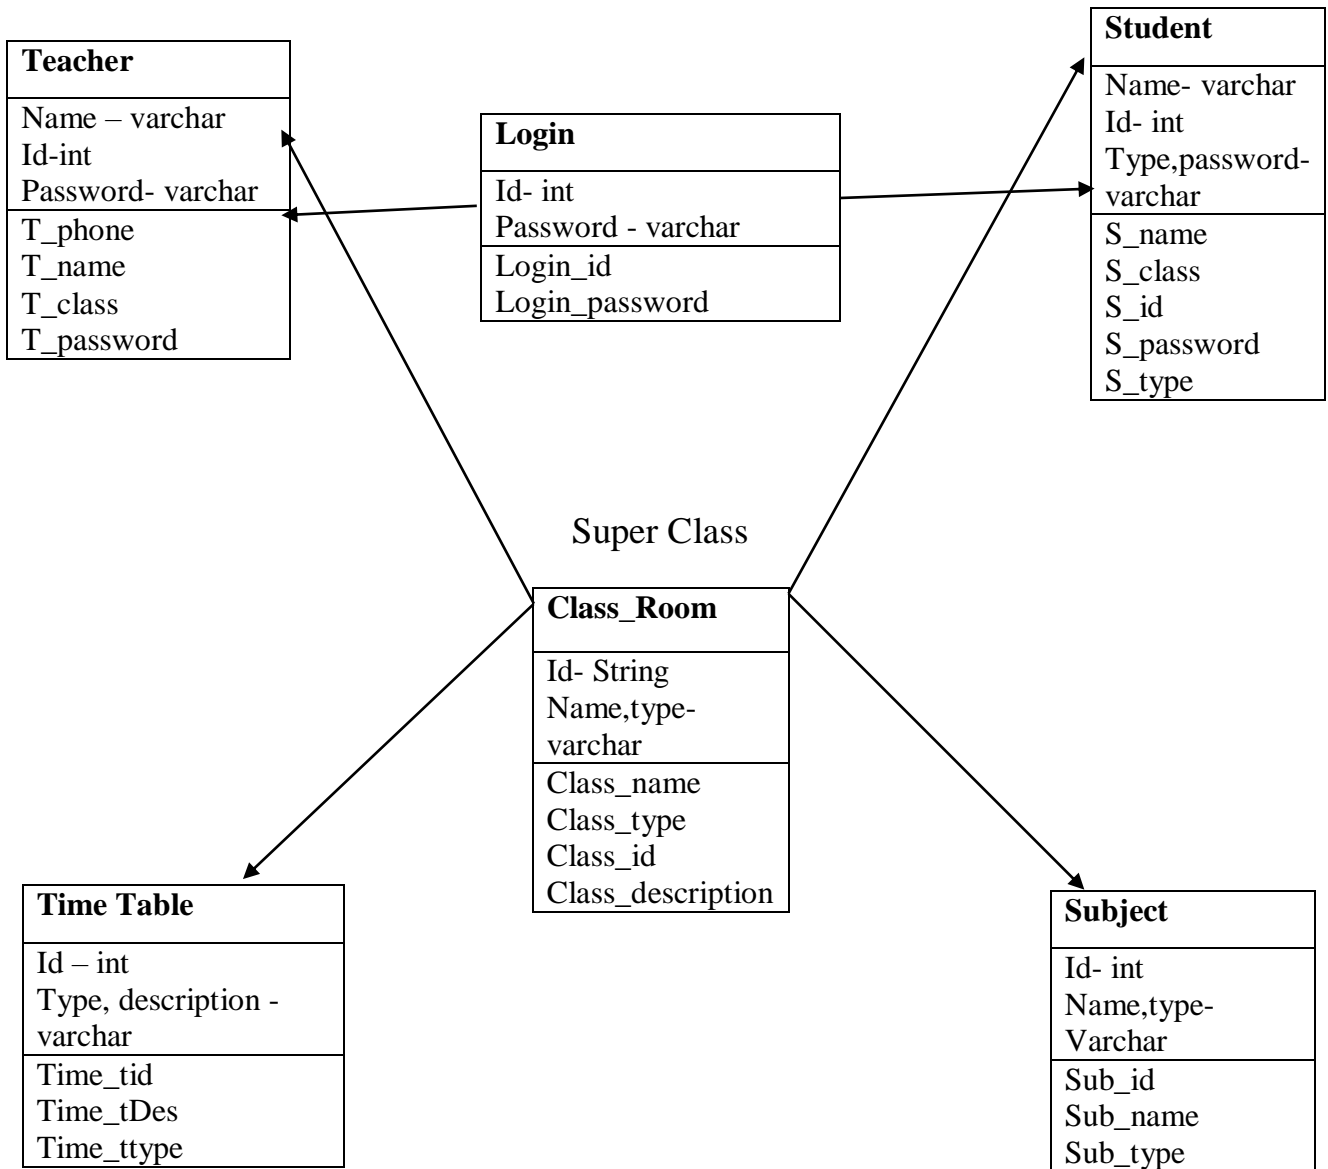 Teacher
Name – varchar
Id-int
Password- varchar
T_phone
T_name
T_class
T_password
Login
Id- int
Password - varchar
Login_id
Login_password
Student
Name- varchar
Id- int
Type,password-
varchar
S_name
S_class
S_id
S_password
S_type
Super Class
Class_Room
Id- String
Name,type-
varchar
Class_name
Class_type
Class_id
Class_description
Time Table
Id – int
Type, description -
varchar
Time_tid
Time_tDes
Time_ttype
Subject
Id- int
Name,type-
Varchar
Sub_id
Sub_name
Sub_type